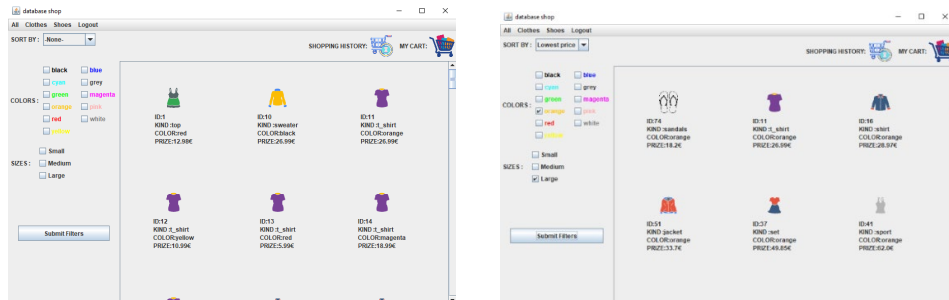 database shop
All Clothes Shoes Logout
SORT BY: -None-
SHOPPING HISTORY: MY CART:
black blue
cyan grey
COLORS: green magenta
orange pink
red white
yellow
Small
SIZES: Medium
Large
Submit Filters
ID:1
KIND :top
COLOR:red
PRIZE:12.98€
ID:10
KIND :sweater
COLOR:black
PRIZE:26.99€
ID:11
KIND :t_shirt
COLOR:orange
PRIZE:26.99€
ID:12
KIND :t_shirt
COLOR:yellow
PRIZE:10.99€
ID:13
KIND :t_shirt
COLOR:red
PRIZE:5.99€
ID:14
KIND :t_shirt
COLOR:magenta
PRIZE:18.99€
database shop
All Clothes Shoes Logout
SORT BY: Lowest price
SHOPPING HISTORY: MY CART:
black blue
cyan grey
COLORS: green magenta
orange pink
red white
yellow
Small
SIZES: Medium
Large
Submit Filters
ID:74
KIND :sandals
COLOR:orange
PRIZE:18.2€
ID:11
KIND :t_shirt
COLOR:orange
PRIZE:26.99€
ID:16
KIND :shirt
COLOR:orange
PRIZE:28.97€
ID:51
KIND :jacket
COLOR:orange
PRIZE:33.7€
ID:37
KIND :set
COLOR:orange
PRIZE:49.85€
ID:41
KIND :sport
COLOR:orange
PRIZE:62.0€